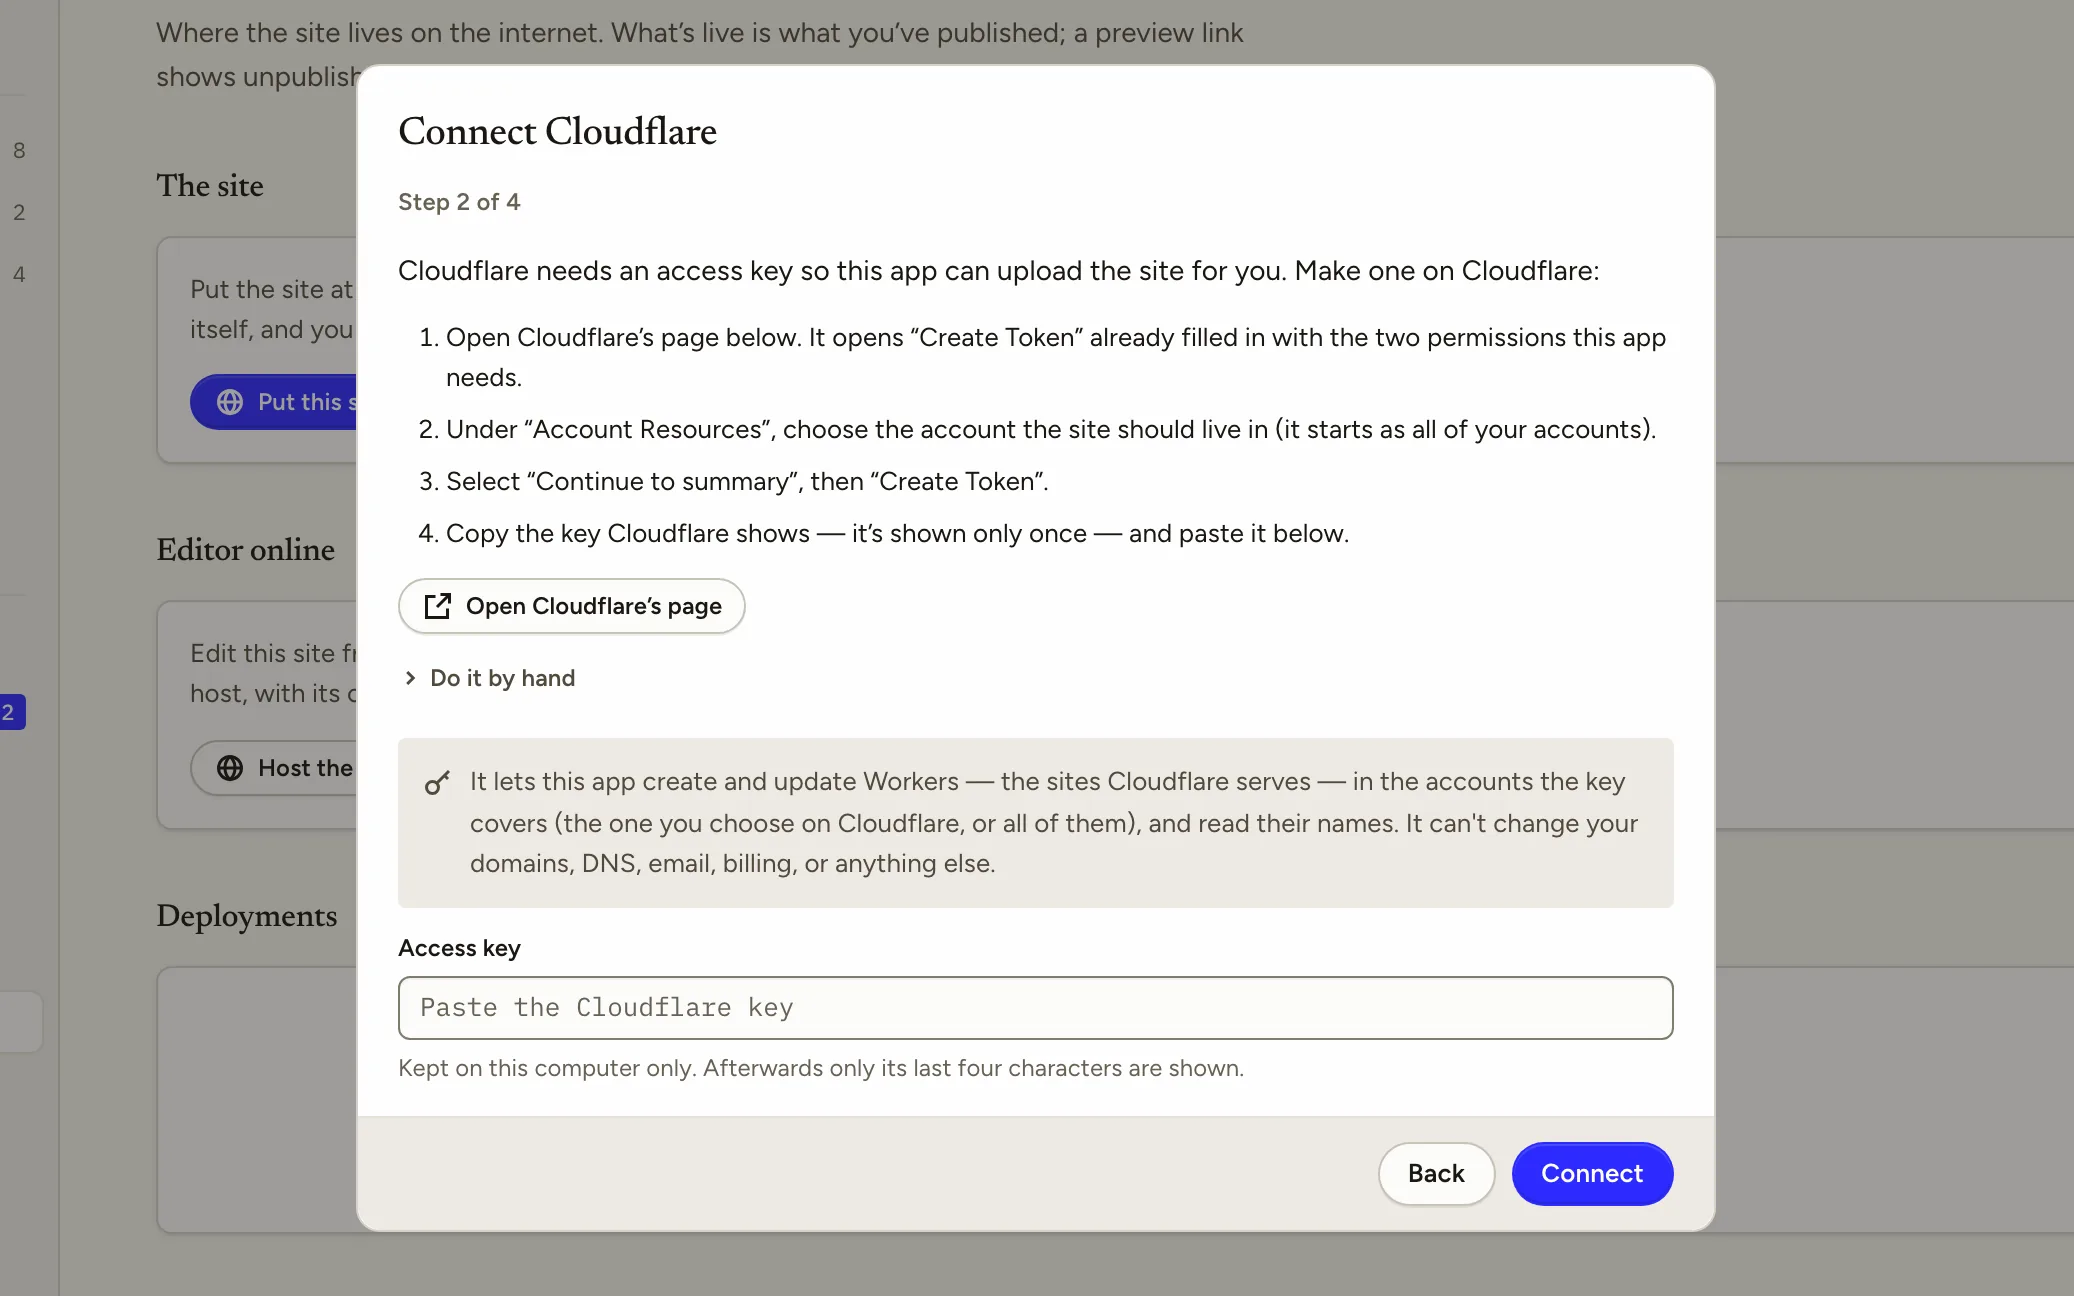 Where the site lives on the internet. What's live is what you've published; a preview link
shows unpublish
8
2
4
2
The site
Put the site at
itself, and you
Put this s
Editor online
Edit this site fr
host, with its c
Host the
Deployments
Connect Cloudflare
Step 2 of 4
Cloudflare needs an access key so this app can upload the site for you. Make one on Cloudflare:
1. Open Cloudflare's page below. It opens “Create Token” already filled in with the two permissions this app
needs.
2. Under “Account Resources”, choose the account the site should live in (it starts as all of your accounts).
3. Select “Continue to summary”, then “Create Token”.
4. Copy the key Cloudflare shows — it's shown only once — and paste it below.
Open Cloudflare's page
Do it by hand
It lets this app create and update Workers — the sites Cloudflare serves — in the accounts the key
covers (the one you choose on Cloudflare, or all of them), and read their names. It can't change your
domains, DNS, email, billing, or anything else.
Access key
Paste the Cloudflare key
Kept on this computer only. Afterwards only its last four characters are shown.
Back
Connect